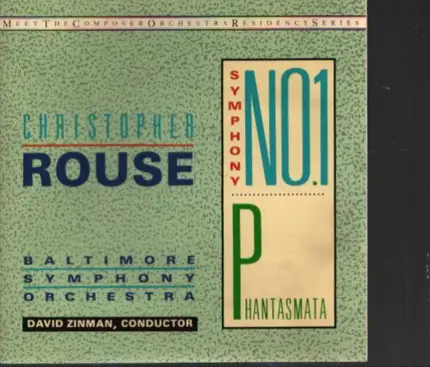 MEET THE COMPOSER ORCHESTRA RESIDENCY SERIES
CHRISTOPHER
ROUSE
SYMPHONY
NO.1
PHANTASMATA
BALTIMORE
SYMPHONY
ORCHESTRA
DAVID ZINMAN, CONDUCTOR